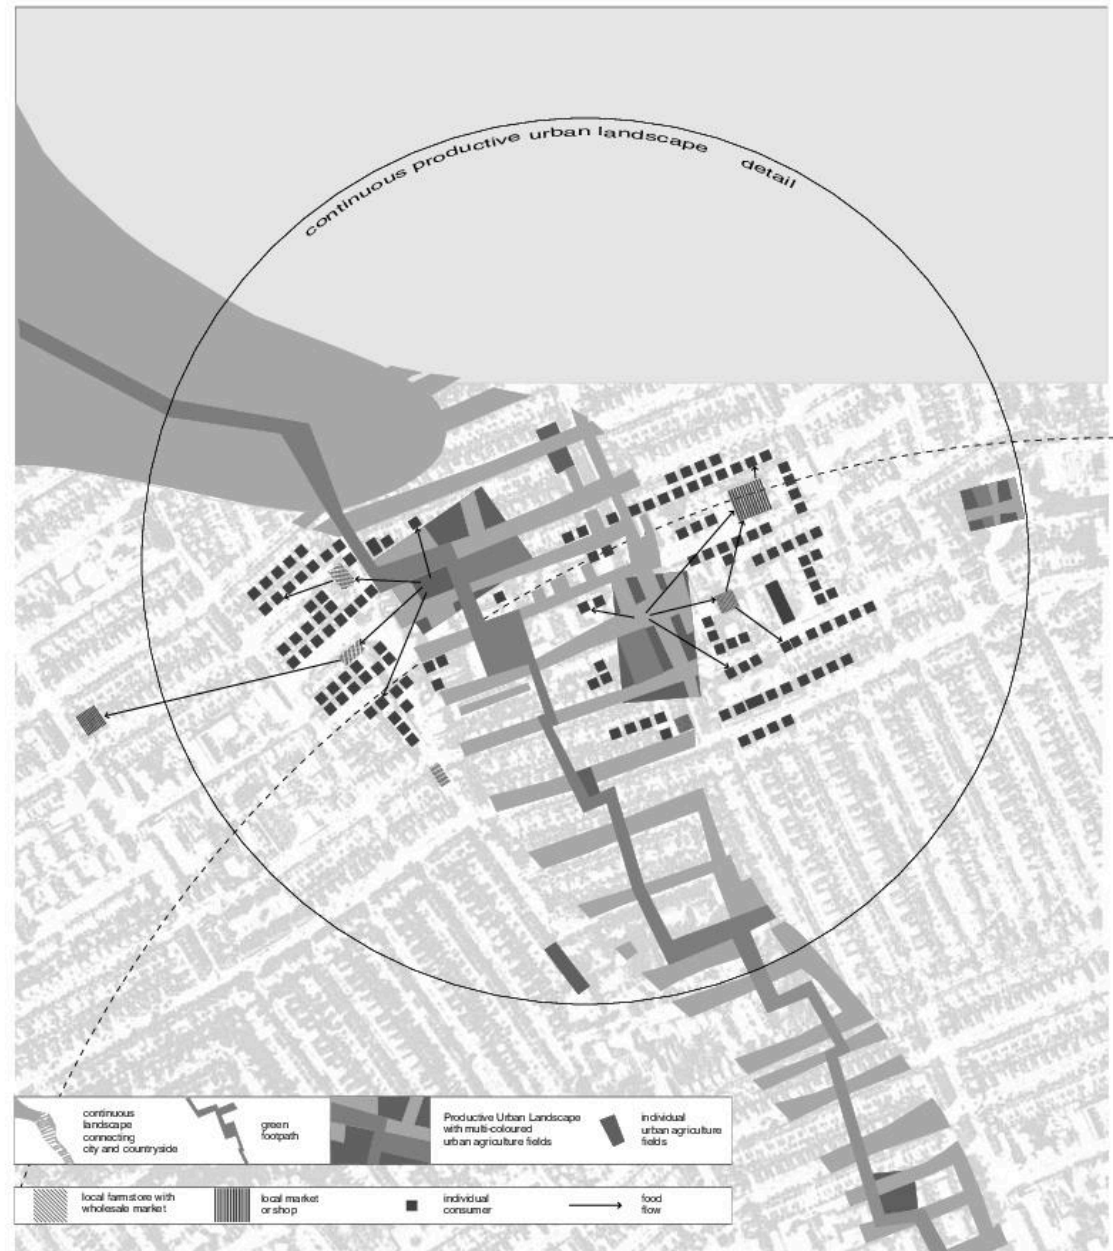 continuous productive urban landscape detail
continuous
landscape
connecting
city and countryside
green
footpath
Productive Urban Landscape
with multi-coloured
urban agriculture fields
individual
urban agriculture
fields
local farmstore with
wholesale market
local market
or shop
individual
consumer
food
flow